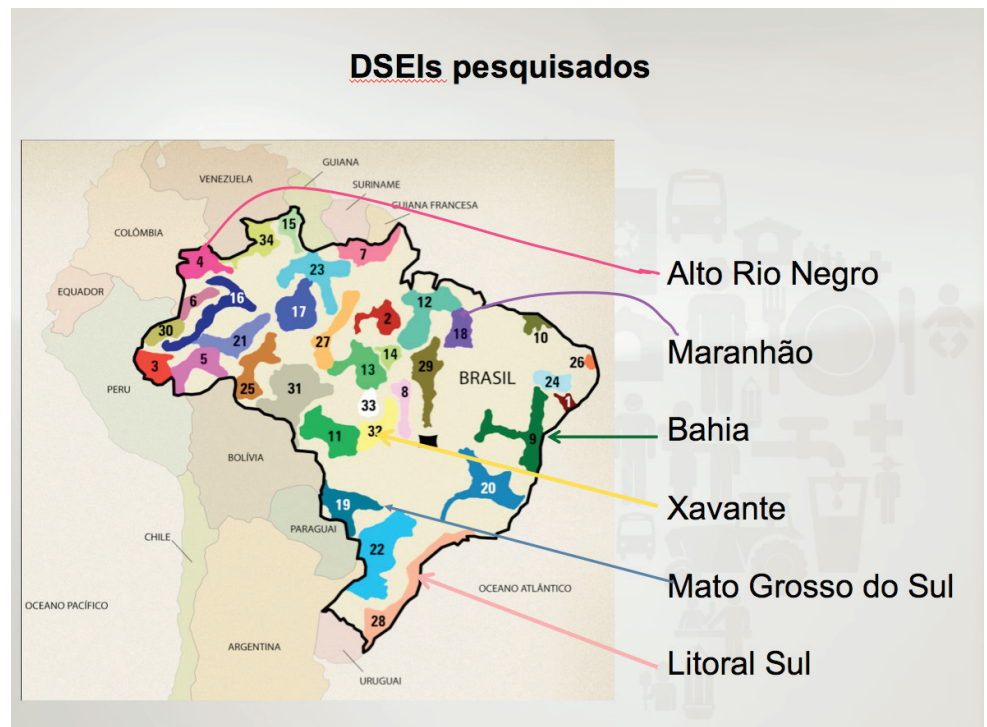 DSEIs pesquisados
GUIANA
VENEZUELA
SURINAME
GUIANA FRANCESA
COLÔMBIA
15
34
4
7
23
EQUADOR
6
16
17
12
2
18
30
21
27
10
3
5
14
29
26
13
BRASIL
24
PERU
25
31
8
1
33
11
32
9
BOLÍVIA
20
19
PARAGUAI
CHILE
22
OCEANO ATLÂNTICO
OCEANO PACÍFICO
28
ARGENTINA
URUGUAI
Alto Rio Negro
Maranhão
Bahia
Xavante
Mato Grosso do Sul
Litoral Sul